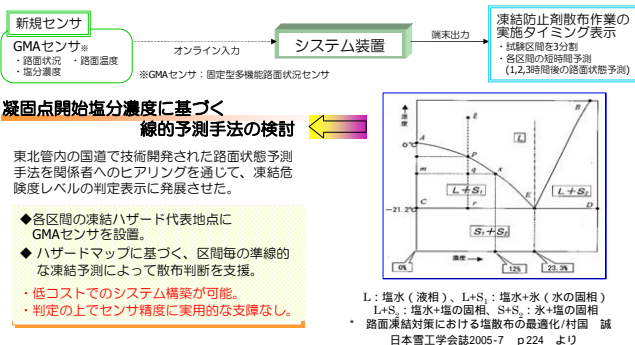 新規センサ
GMAセンサ※
・路面状況　・路面温度
・塩分濃度
オンライン入力
システム装置
端末出力
凍結防止剤散布作業の
実施タイミング表示
・試験区間を3分割
・各区間の短時間予測
(1,2,3時間後の路面状態予測)
※GMAセンサ：固定型多機能路面状況センサ
凝固点開始塩分濃度に基づく
線的予測手法の検討
東北管内の国道で技術開発された路面状態予測
手法を関係者へのヒアリングを通じて、凍結危
険度レベルの判定表示に発展させた。
◆各区間の凍結ハザード代表地点に
GMAセンサを設置。
◆ ハザードマップに基づく、区間毎の準線的
な凍結予測によって散布判断を支援。
・低コストでのシステム構築が可能。
・判定の上でセンサ精度に実用的な支障なし。
温度
0℃
A
ℓ
L
B
p
m
q
x
L+S₁
E
L+S₂
−21.2℃
C
r
D
S₁+S₂
0%
濃度
12%
23.3%
L：塩水（液相）、L+S₁：塩水+氷（水の固相）
L+S₂：塩水+塩の固相、S+S₂：氷+塩の固相
* 路面凍結対策における塩散布の最適化/村国　誠
日本雪工学会誌2005-7　p224　より